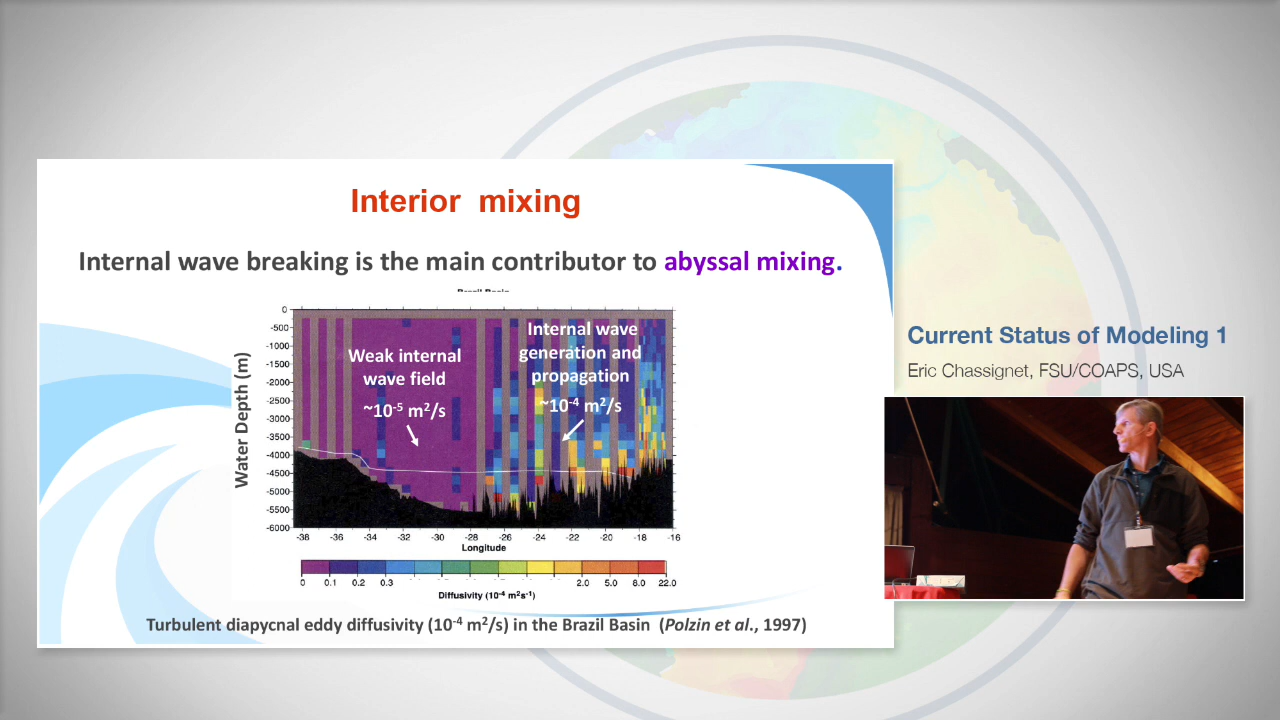 Interior mixing
Internal wave breaking is the main contributor to abyssal mixing.
Brazil Basin
Water Depth (m)
0
-500
-1000
-1500
-2000
-2500
-3000
-3500
-4000
-4500
-5000
-5500
-6000
Weak internal
wave field
~10-5 m2/s
Internal wave
generation and
propagation
~10-4 m2/s
-38 -36 -34 -32 -30 -28 -26 -24 -22 -20 -18 -16
Longitude
0 0.1 0.2 0.3 2.0 5.0 8.0 22.0
Diffusivity (10-4 m2s-1)
Turbulent diapycnal eddy diffusivity (10-4 m2/s) in the Brazil Basin (Polzin et al., 1997)
Current Status of Modeling 1
Eric Chassignet, FSU/COAPS, USA